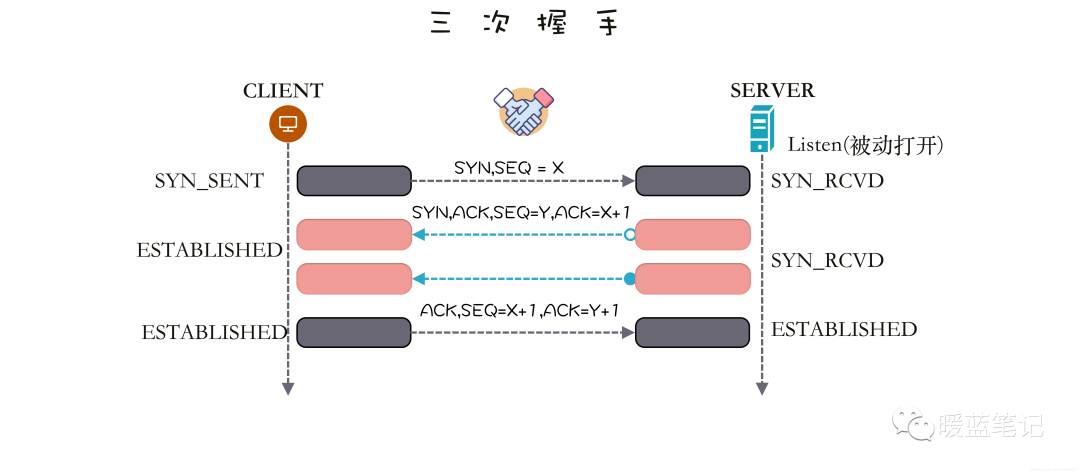 三次握手
CLIENT
SERVER
Listen(被动打开)
SYN_SENT
SYN,SEQ = X
SYN_RCVD
SYN,ACK,SEQ=Y,ACK=X+1
ESTABLISHED
SYN_RCVD
ACK,SEQ=X+1,ACK=Y+1
ESTABLISHED
ESTABLISHED
暖蓝笔记